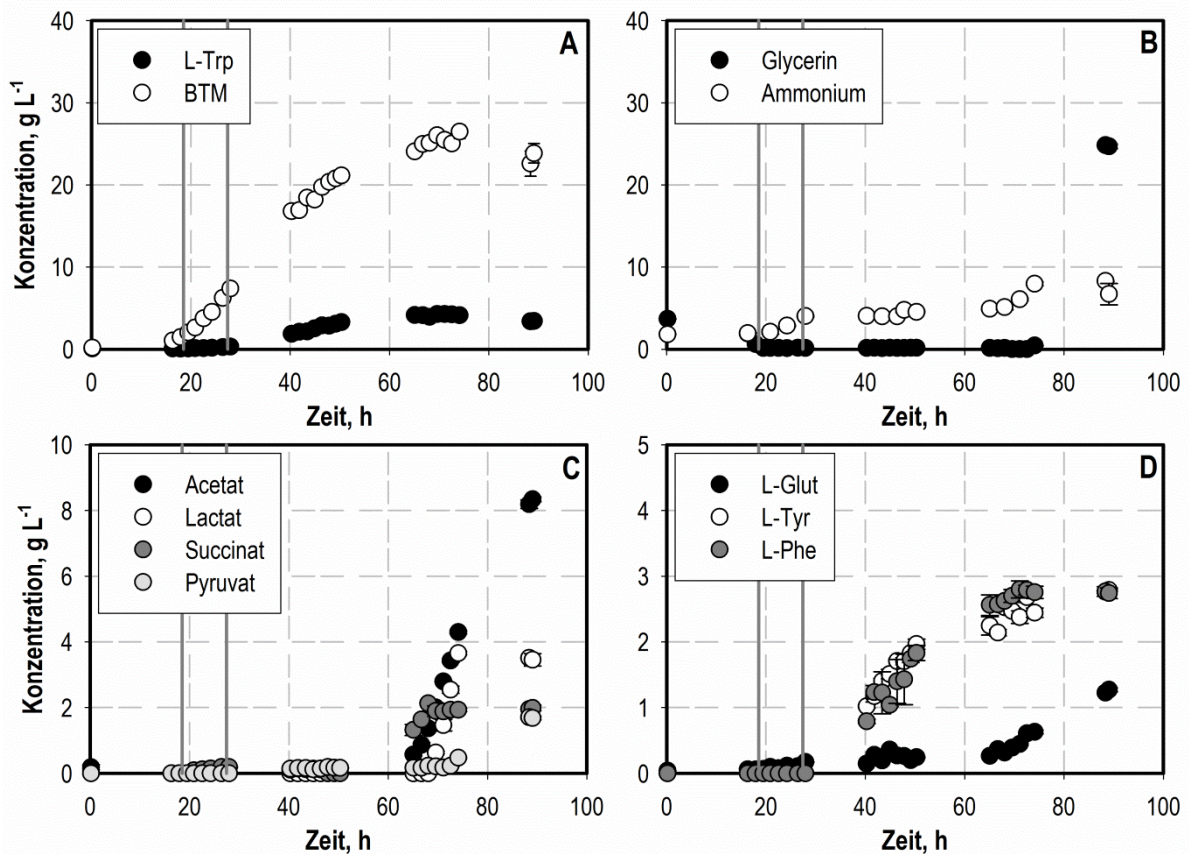 A
L-Trp
BTM
Konzentration, g L-1
40
30
20
10
0
0 20 40 60 80 100
Zeit, h
B
Glycerin
Ammonium
40
30
20
10
0
0 20 40 60 80 100
Zeit, h
C
Acetat
Lactat
Succinat
Pyruvat
Konzentration, g L-1
10
8
6
4
2
0
0 20 40 60 80 100
Zeit, h
D
L-Glut
L-Tyr
L-Phe
5
4
3
2
1
0
0 20 40 60 80 100
Zeit, h